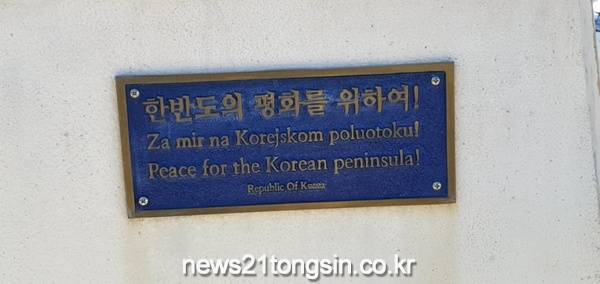 한반도의 평화를 위하여!
Za mir na Korejskom poluotoku!
Peace for the Korean peninsula!
Republic Of Korea
news21tongsin.co.kr